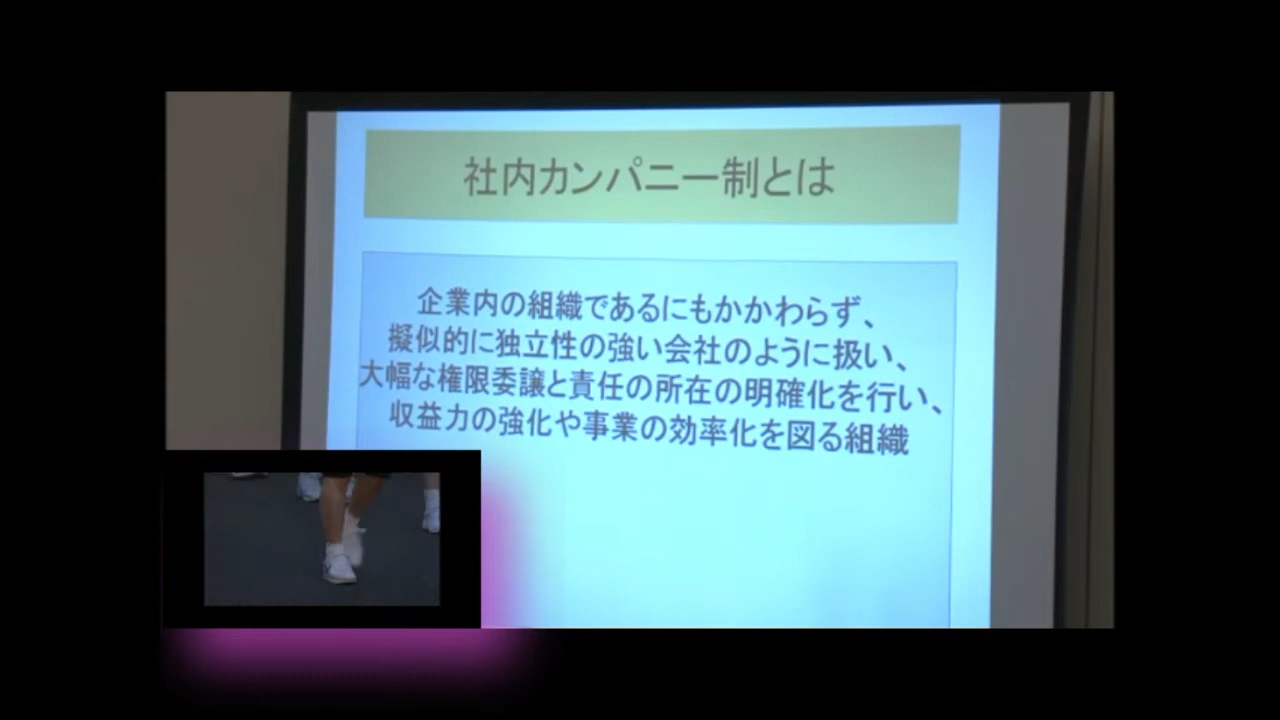 社内カンパニー制とは
企業内の組織であるにもかかわらず、
擬似的に独立性の強い会社のように扱い、
大幅な権限委譲と責任の所在の明確化を行い、
収益力の強化や事業の効率化を図る組織